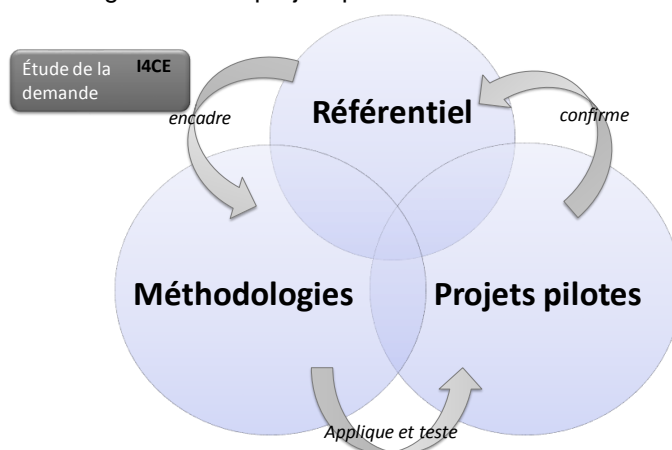 Étude de la I4CE
demande
encadre
Référentiel
confirme
Méthodologies
Projets pilotes
Applique et teste